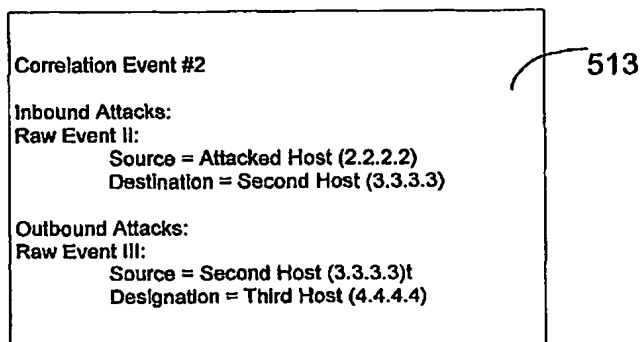 Correlation Event #2
513
Inbound Attacks:
Raw Event II:
Source = Attacked Host (2.2.2.2)
Destination = Second Host (3.3.3.3)
Outbound Attacks:
Raw Event III:
Source = Second Host (3.3.3.3)t
Designation = Third Host (4.4.4.4)